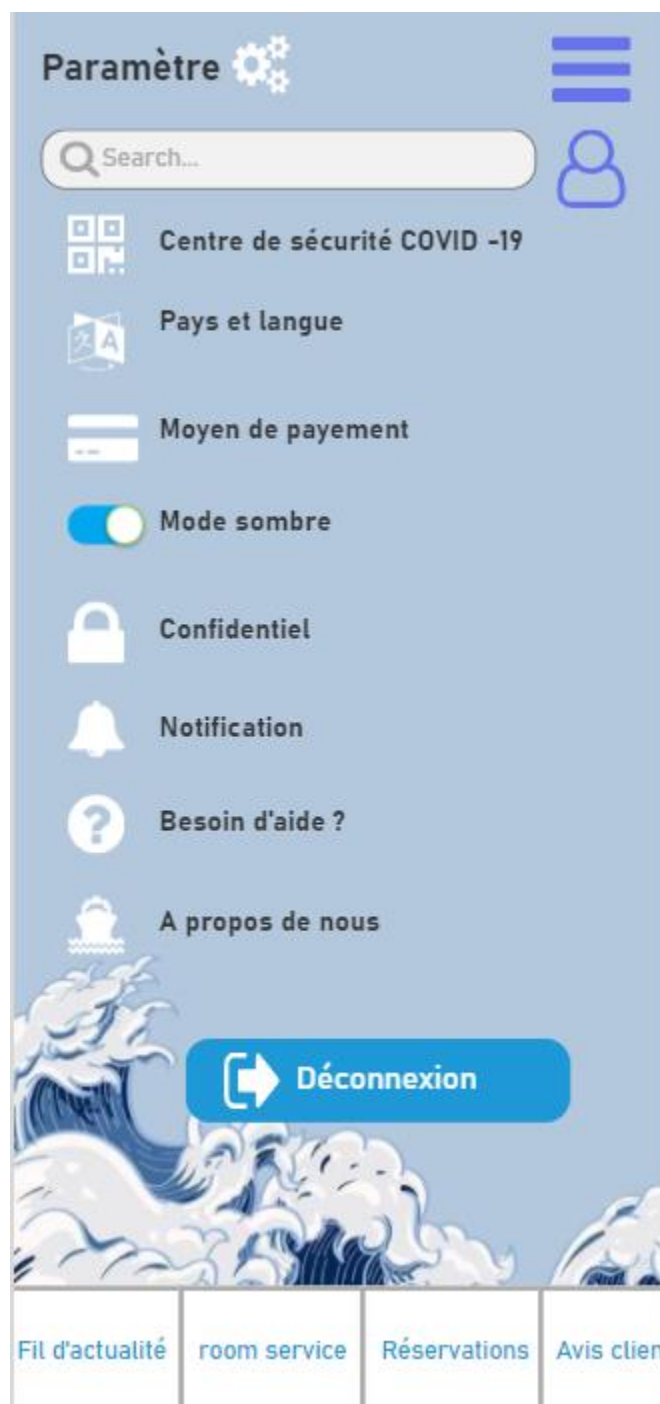 Paramètre
Search...
Centre de sécurité COVID -19
Pays et langue
Moyen de payement
Mode sombre
Confidentiel
Notification
Besoin d'aide ?
A propos de nous
Déconnexion
Fil d'actualité room service Réservations Avis clien